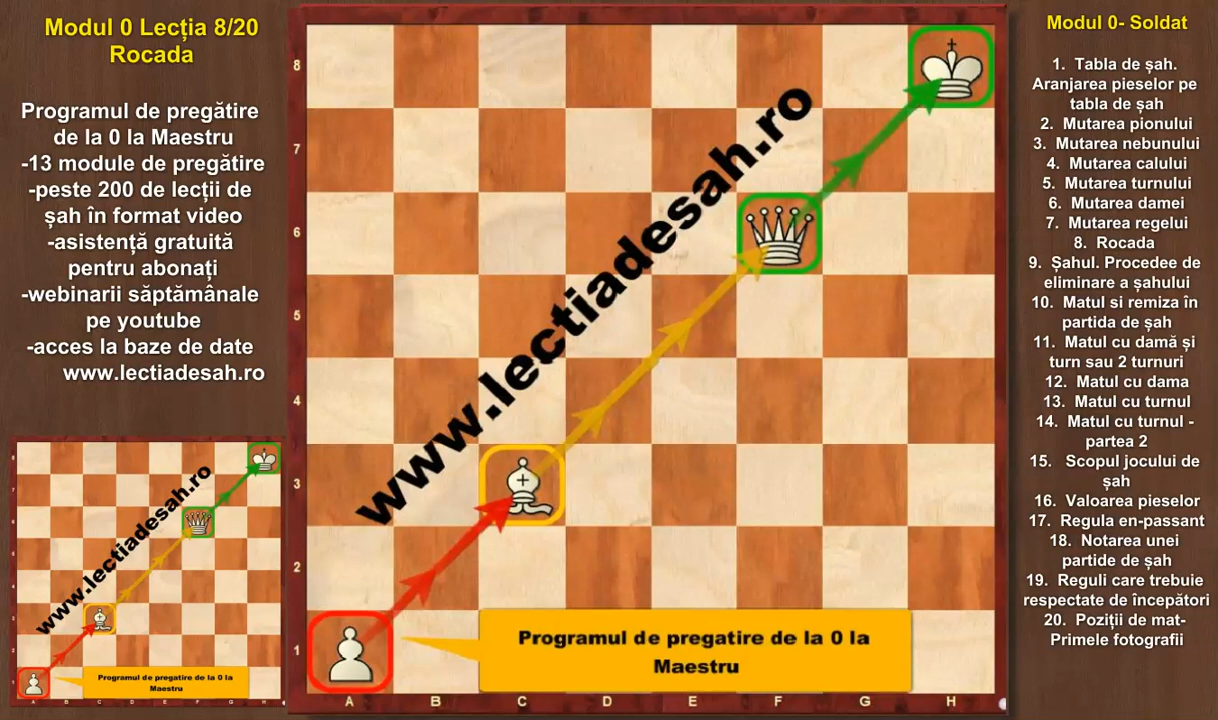 Modul 0 Lecția 8/20
Rocada
Programul de pregătire
de la 0 la Maestru
-13 module de pregătire
-peste 200 de lecții de
șah în format video
-asistență gratuită
pentru abonați
-webinarii săptămânale
pe youtube
-acces la baze de date
www.lectiadesah.ro
8
7
6
5
4
3
2
1
A B C D E F G H
www.lectiadesah.ro
Programul de pregatire de la 0 la
Maestru
www.lectiadesah.ro
Programul de pregatire de la 0 la
Maestru
Modul 0- Soldat
1. Tabla de șah.
Aranjarea pieselor pe
tabla de șah
2. Mutarea pionului
3. Mutarea nebunului
4. Mutarea calului
5. Mutarea turnului
6. Mutarea damei
7. Mutarea regelui
8. Rocada
9. Șahul. Procedee de
eliminare a șahului
10. Matul si remiza în
partida de șah
11. Matul cu damă și
turn sau 2 turnuri
12. Matul cu dama
13. Matul cu turnul
14. Matul cu turnul -
partea 2
15. Scopul jocului de
șah
16. Valoarea pieselor
17. Regula en-passant
18. Notarea unei
partide de șah
19. Reguli care trebuie
respectate de începători
20. Poziții de mat-
Primele fotografii